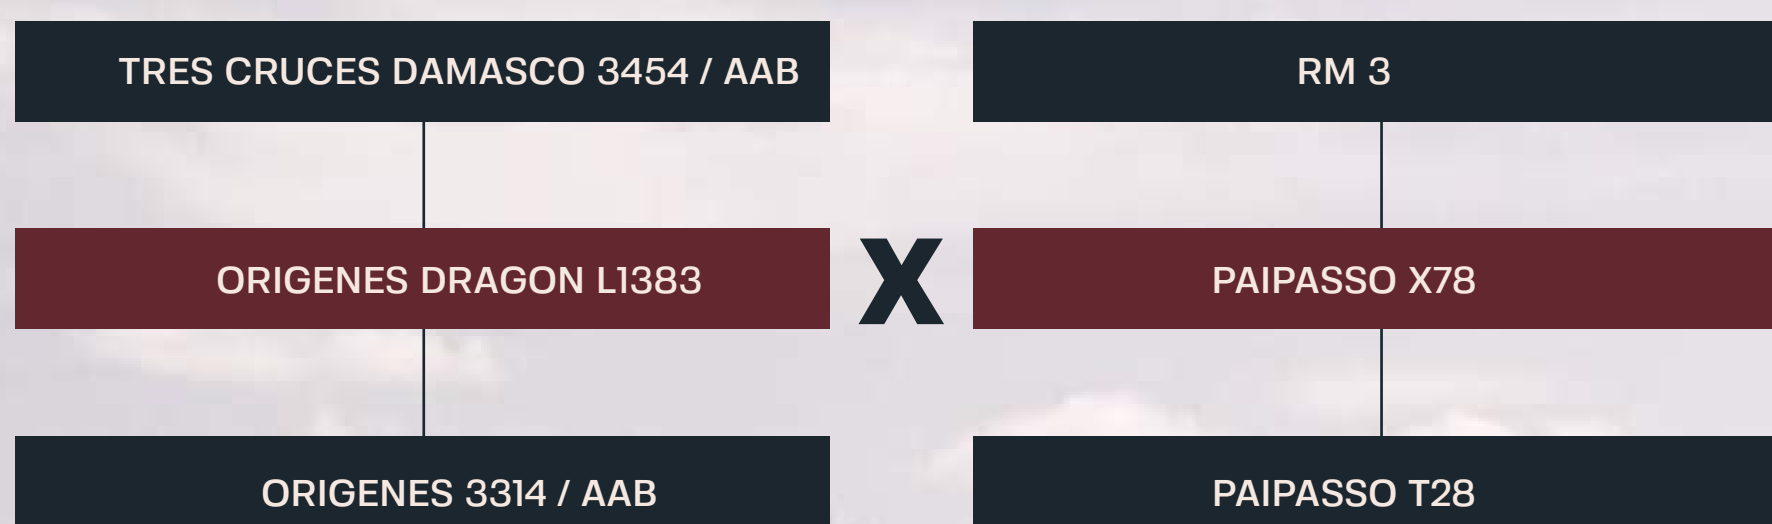 TRES CRUCES DAMASCO 3454 / AAB
RM 3
ORIGENES DRAGON L1383
X
PAIPASSO X78
ORIGENES 3314 / AAB
PAIPASSO T28